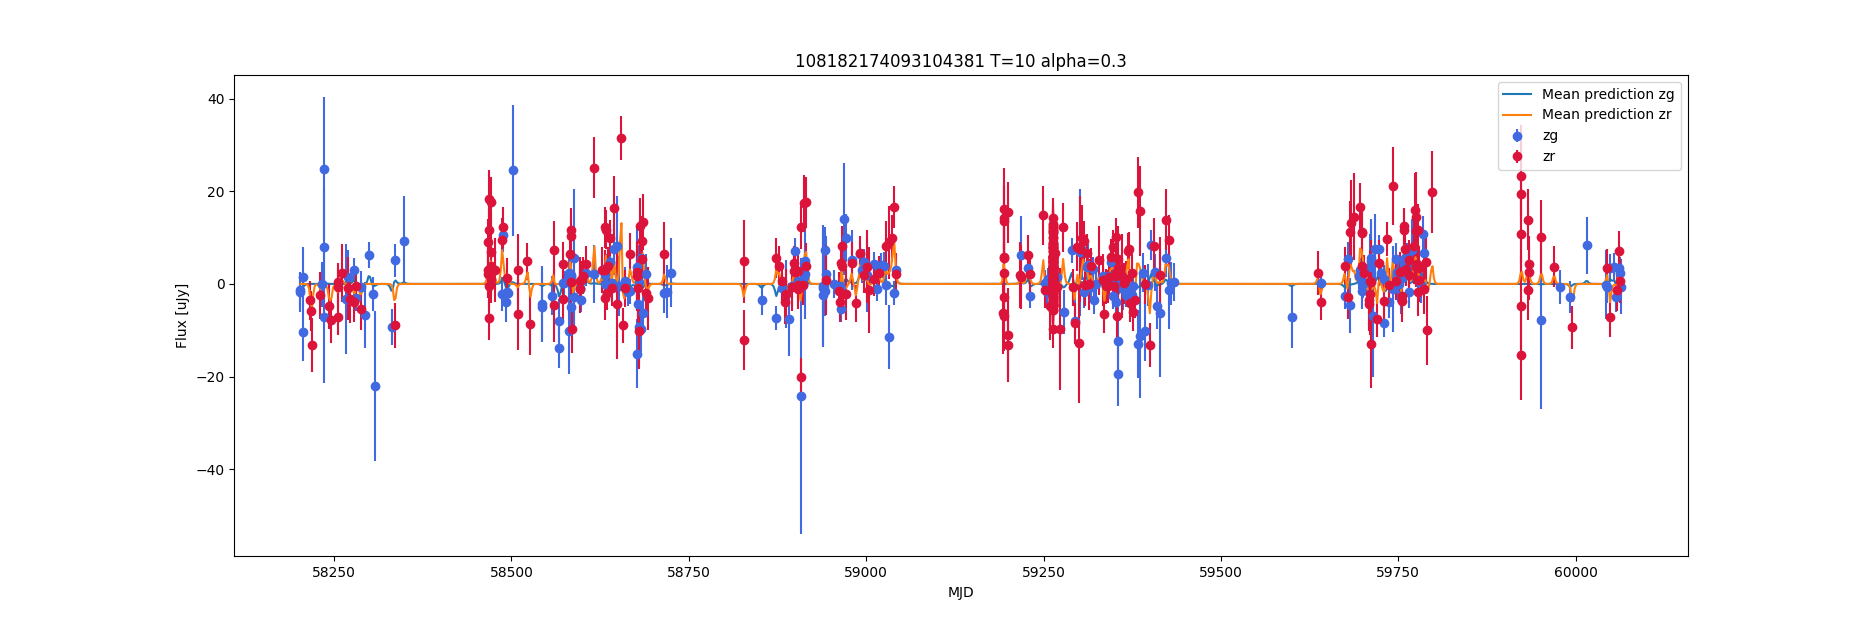 108182174093104381 T=10 alpha=0.3
Mean prediction zg
Mean prediction zr
zg
zr
40
20
0
−20
−40
Flux [uJy]
58250 58500 58750 59000 59250 59500 59750 60000
MJD